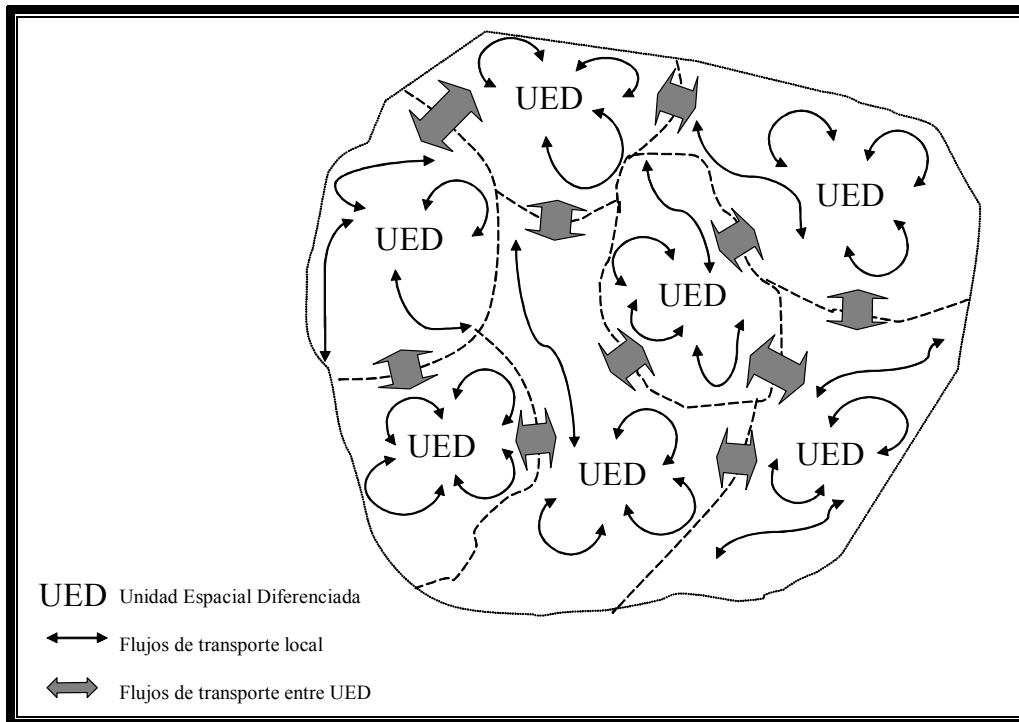 UED
UED
UED
UED
UED
UED
UED
UED Unidad Espacial Diferenciada
Flujos de transporte local
Flujos de transporte entre UED